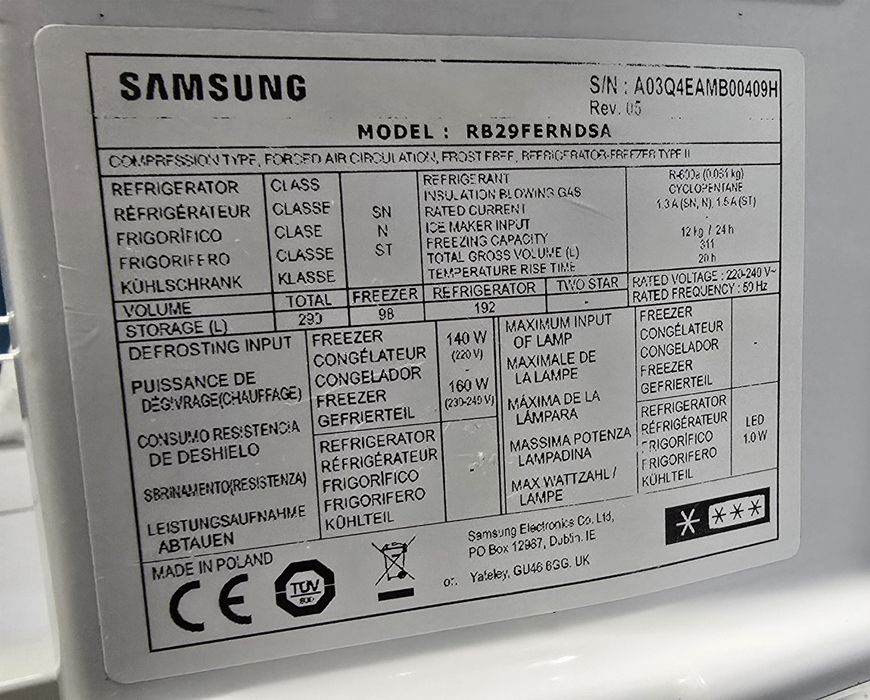 SAMSUNG
S/N : A03Q4EAMB00409H
Rev. 05
MODEL : RB29FERNDSA
COMPRESSION TYPE, FORCED AIR CIRCULATION, FROST FREE, REFRIGERATOR-FREEZER TYPE II
REFRIGERATOR
RÉFRIGÉRATEUR
FRIGORÍFICO
FRIGORIFERO
KÜHLSCHRANK
CLASS
CLASSE
CLASE
CLASSE
KLASSE
SN
N
ST
REFRIGERANT R-600a (0.061 kg)
INSULATION BLOWING GAS CYCLOPENTANE
RATED CURRENT 1.3 A (SN, N), 1.5 A (ST)
ICE MAKER INPUT -
FREEZING CAPACITY 12 kg / 24 h
TOTAL GROSS VOLUME (L) 311
TEMPERATURE RISE TIME 20 h
VOLUME TOTAL FREEZER REFRIGERATOR TWO STAR
STORAGE (L) 290 98 192 -
RATED VOLTAGE : 220-240 V~
RATED FREQUENCY : 50 Hz
DEFROSTING INPUT
PUISSANCE DE
DÉGIVRAGE(CHAUFFAGE)
CONSUMO RESISTENCIA
DE DESHIELO
SBRINAMENTO(RESISTENZA)
LEISTUNGSAUFNAHME
ABTAUEN
FREEZER
CONGÉLATEUR
CONGELADOR
FREEZER
GEFRIERTEIL
140 W
(220 V)
160 W
(230-240 V)
REFRIGERATOR
RÉFRIGÉRATEUR
FRIGORÍFICO
FRIGORIFERO
KÜHLTEIL
-
MAXIMUM INPUT
OF LAMP
MAXIMALE DE
LA LAMPE
MÁXIMA DE LA
LÁMPARA
MASSIMA POTENZA
LAMPADINA
MAX WATTZAHL /
LAMPE
FREEZER
CONGÉLATEUR
CONGELADOR
FREEZER
GEFRIERTEIL
-
REFRIGERATOR
RÉFRIGÉRATEUR
FRIGORÍFICO
FRIGORIFERO
KÜHLTEIL
LED
1.0 W
MADE IN POLAND
CE
TÜV
SÜD
Samsung Electronics Co. Ltd,
PO Box 12987, Dublin. IE
or. Yateley, GU46 6GG. UK